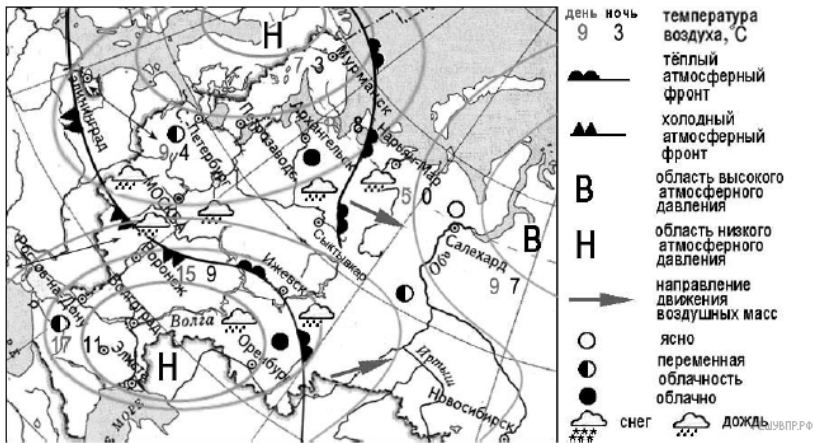 Н
7 3
Мурманск
Калининград
С.-Петербург
Петрозаводск
Архангельск
8
Нарьян-Мар
9 4
5 0
МОСКВА
Сыктывкар
Салехард
В
Обь
9 7
Воронеж
15 9
Ижевск
Ростов-на-Дону
Волгоград
Волга
17 11
Элиста
Н
Оренбург
Иртыш
Новосибирск
МОРЕ
день ночь
9 3
температура
воздуха, °C
тёплый
атмосферный
фронт
холодный
атмосферный
фронт
В
область высокого
атмосферного
давления
Н
область низкого
атмосферного
давления
направление
движения
воздушных масс
ясно
переменная
облачность
облачно
снег
дождь